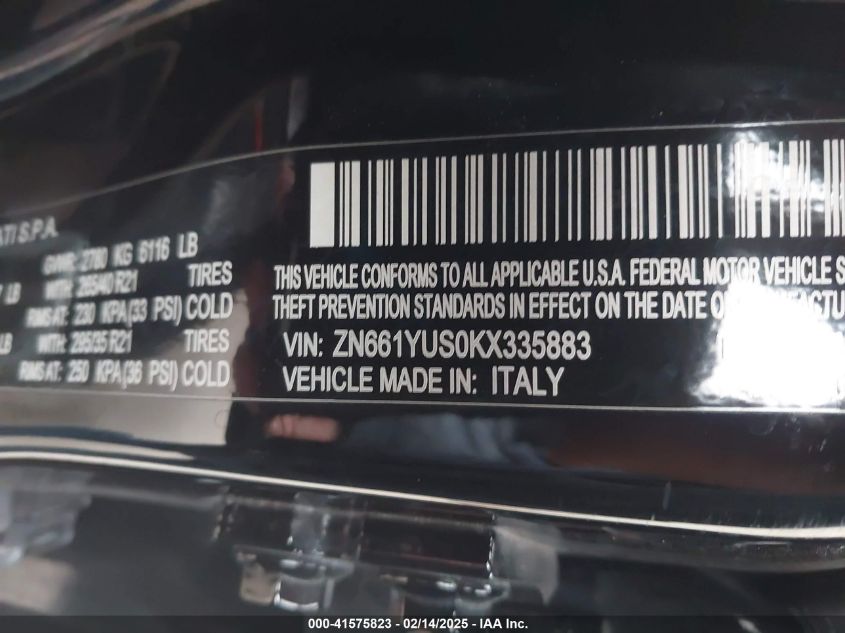 ATI S.P.A.
GVWR: 2780 KG 6116 LB
LB WITH: 265/40 R21 TIRES
RIMS AT: 230 KPA (33 PSI) COLD
LB WITH: 285/35 R21 TIRES
RIMS AT: 250 KPA (36 PSI) COLD
THIS VEHICLE CONFORMS TO ALL APPLICABLE U.S.A. FEDERAL MOTOR VEHICLE S
THEFT PREVENTION STANDARDS IN EFFECT ON THE DATE OF MANUFACTU
VIN: ZN661YUS0KX335883
VEHICLE MADE IN: ITALY
000-41575823 - 02/14/2025 - IAA Inc.